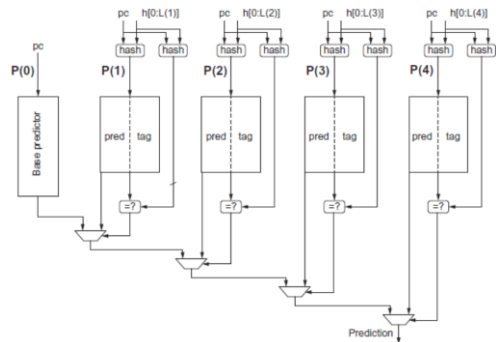 pc h[0:L(1)] pc h[0:L(2)] pc h[0:L(3)] pc h[0:L(4)]
pc hash hash hash hash hash hash hash hash
P(0) P(1) P(2) P(3) P(4)
Base predictor
pred tag pred tag pred tag pred tag
=? =? =? =?
Prediction